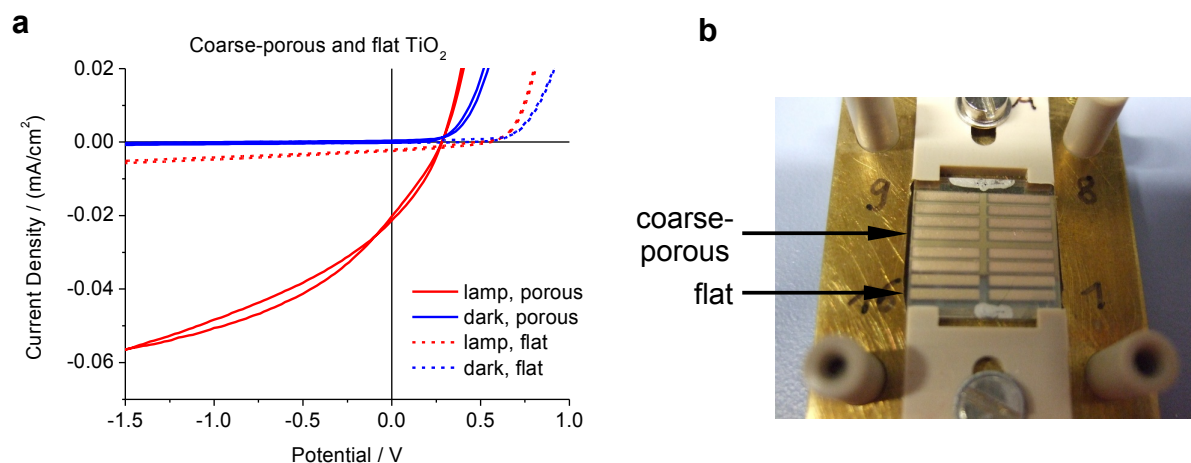 a
Coarse-porous and flat TiO₂
0.02
0.00
-0.02
-0.04
-0.06
Current Density / (mA/cm²)
-1.5 -1.0 -0.5 0.0 0.5 1.0
Potential / V
lamp, porous
dark, porous
lamp, flat
dark, flat
b
coarse-
porous
flat
9
8
A